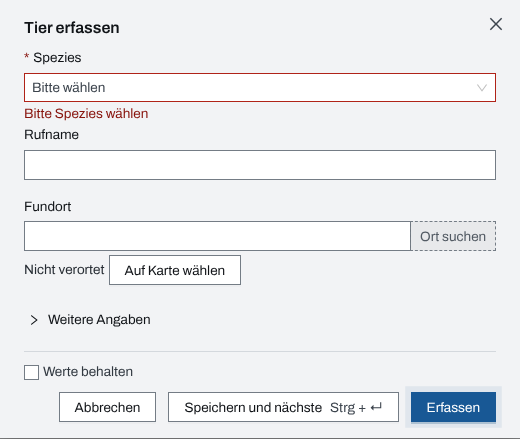 Tier erfassen
* Spezies
Bitte wählen
Bitte Spezies wählen
Rufname
Fundort
Ort suchen
Nicht verortet Auf Karte wählen
Weitere Angaben
Werte behalten
Abbrechen Speichern und nächste Strg + ↵ Erfassen